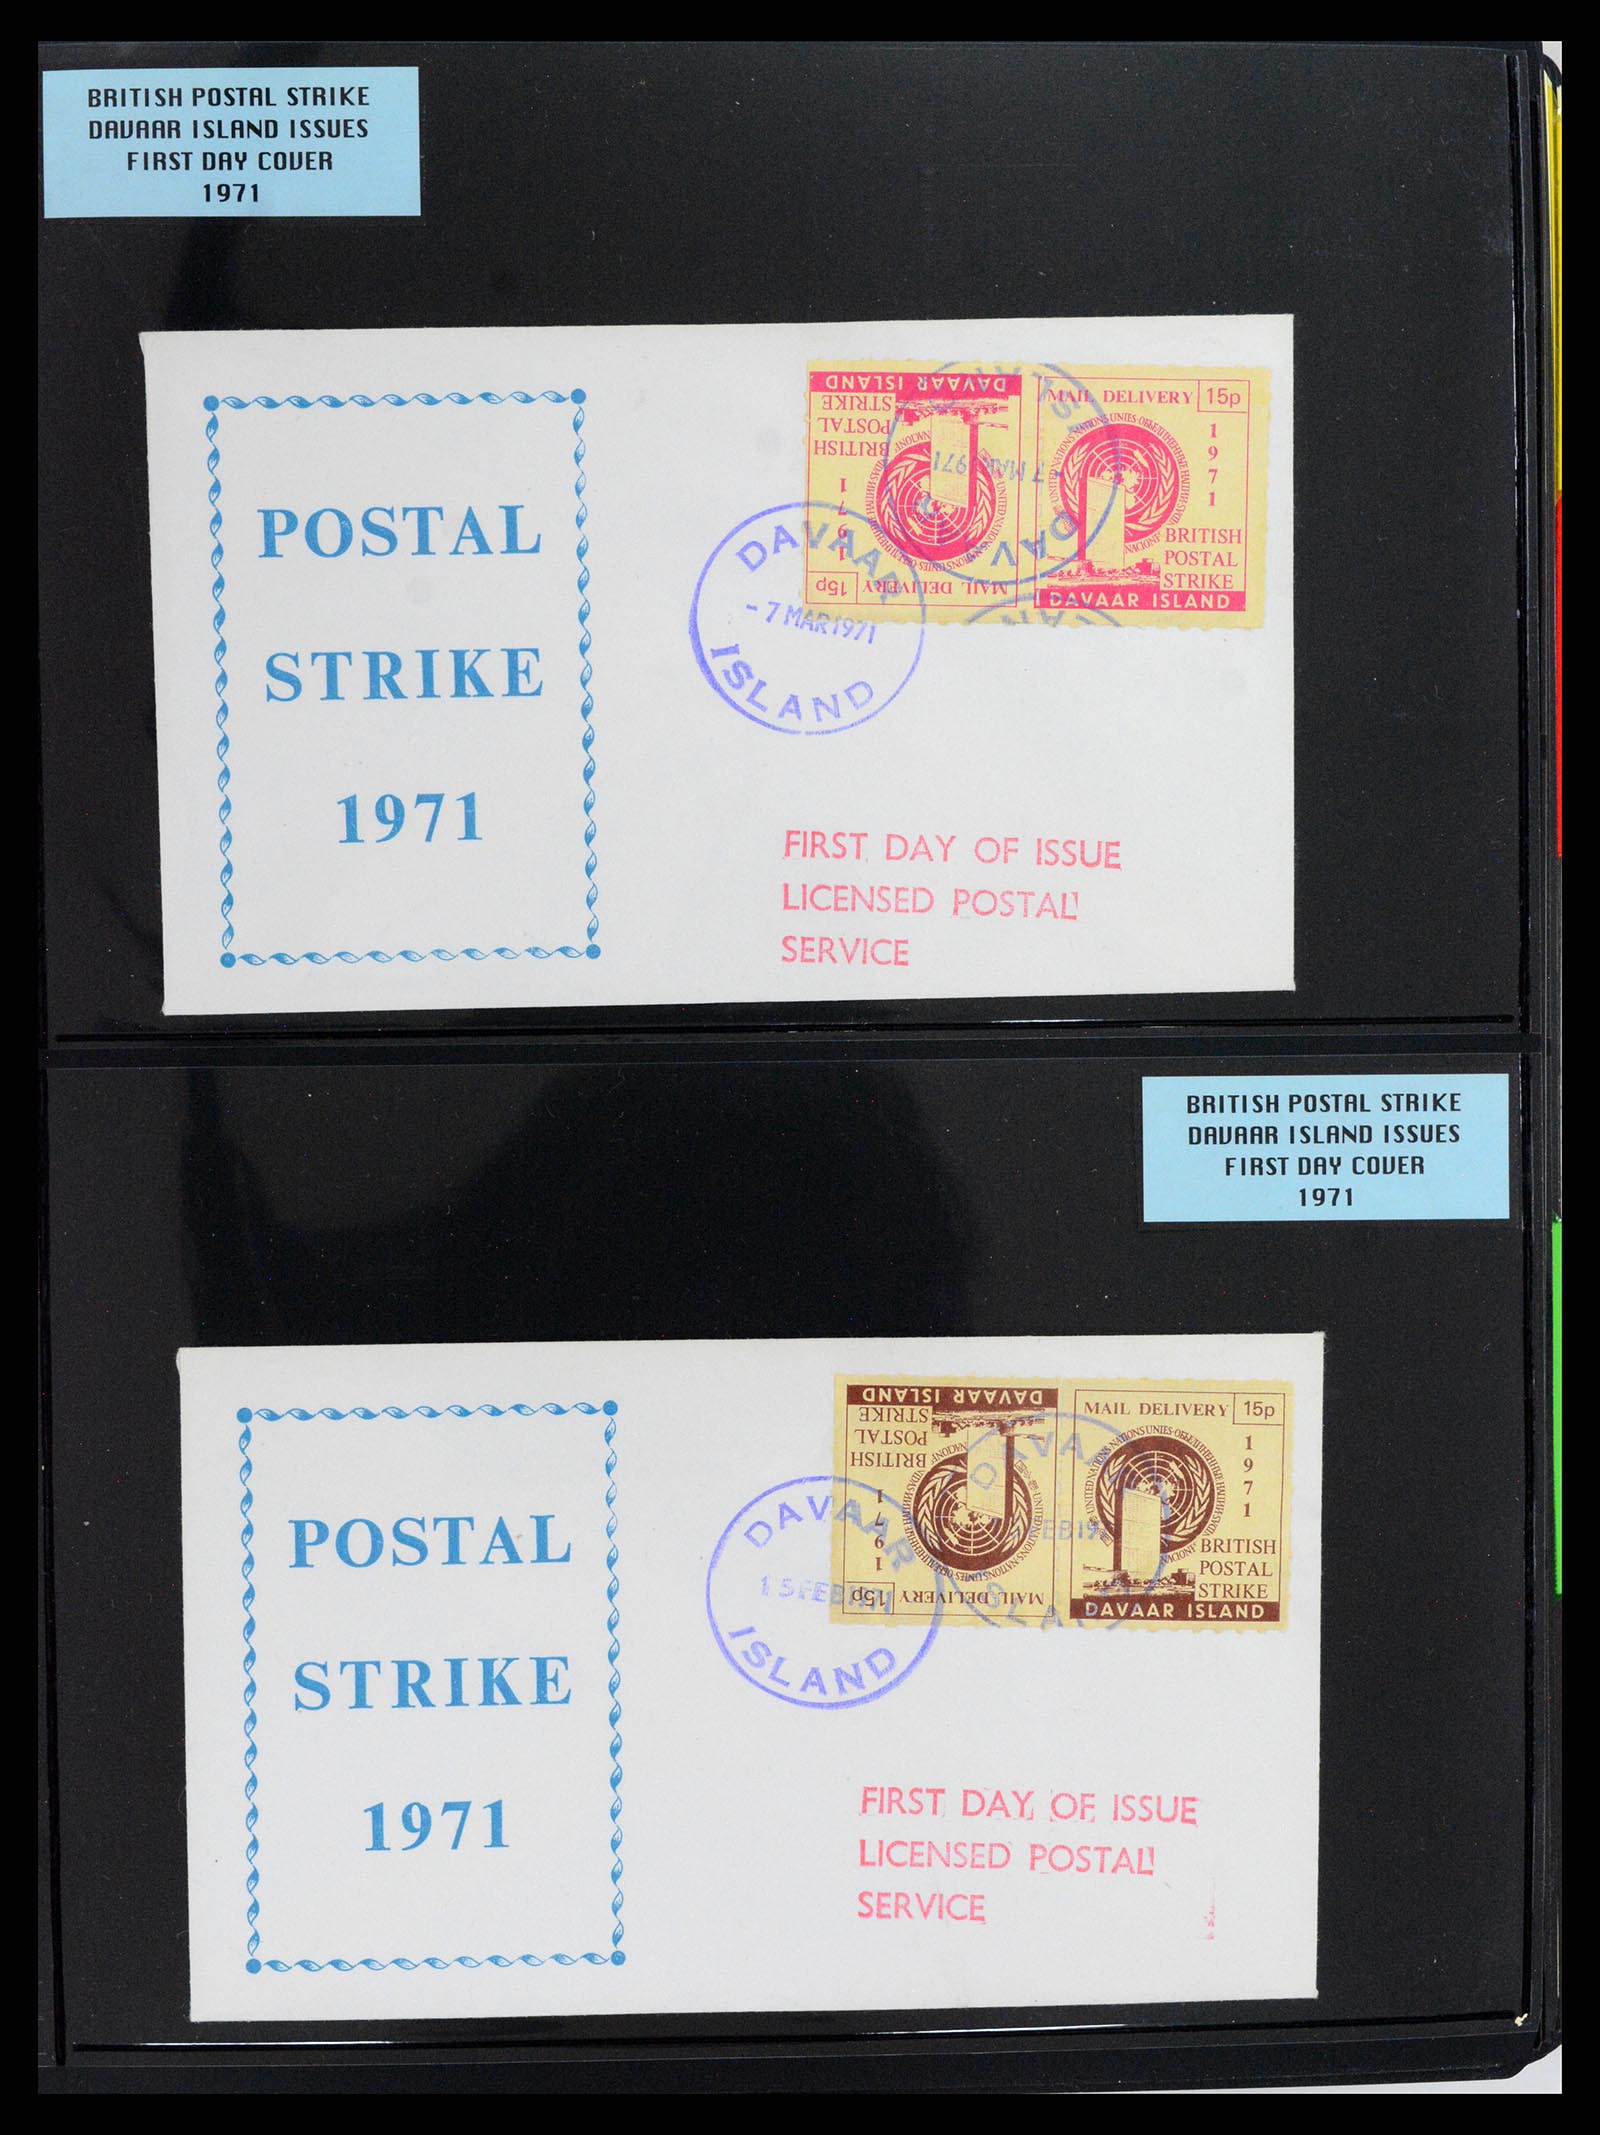 BRITISH POSTAL STRIKE
DAVAAR ISLAND ISSUES
FIRST DAY COVER
1971
POSTAL
STRIKE
1971
DAVAAR ISLAND
BRITISH
POSTAL
STRIKE
1971
MAIL DELIVERY 15p
MAIL DELIVERY 15p
1971
BRITISH
POSTAL
STRIKE
DAVAAR ISLAND
DAVAAR
-7 MAR 1971
ISLAND
FIRST DAY OF ISSUE
LICENSED POSTAL
SERVICE
BRITISH POSTAL STRIKE
DAVAAR ISLAND ISSUES
FIRST DAY COVER
1971
POSTAL
STRIKE
1971
DAVAAR ISLAND
BRITISH
POSTAL
STRIKE
1971
MAIL DELIVERY 15p
MAIL DELIVERY 15p
1971
BRITISH
POSTAL
STRIKE
DAVAAR ISLAND
DAVAAR
15 FEB 1971
ISLAND
FIRST DAY OF ISSUE
LICENSED POSTAL
SERVICE